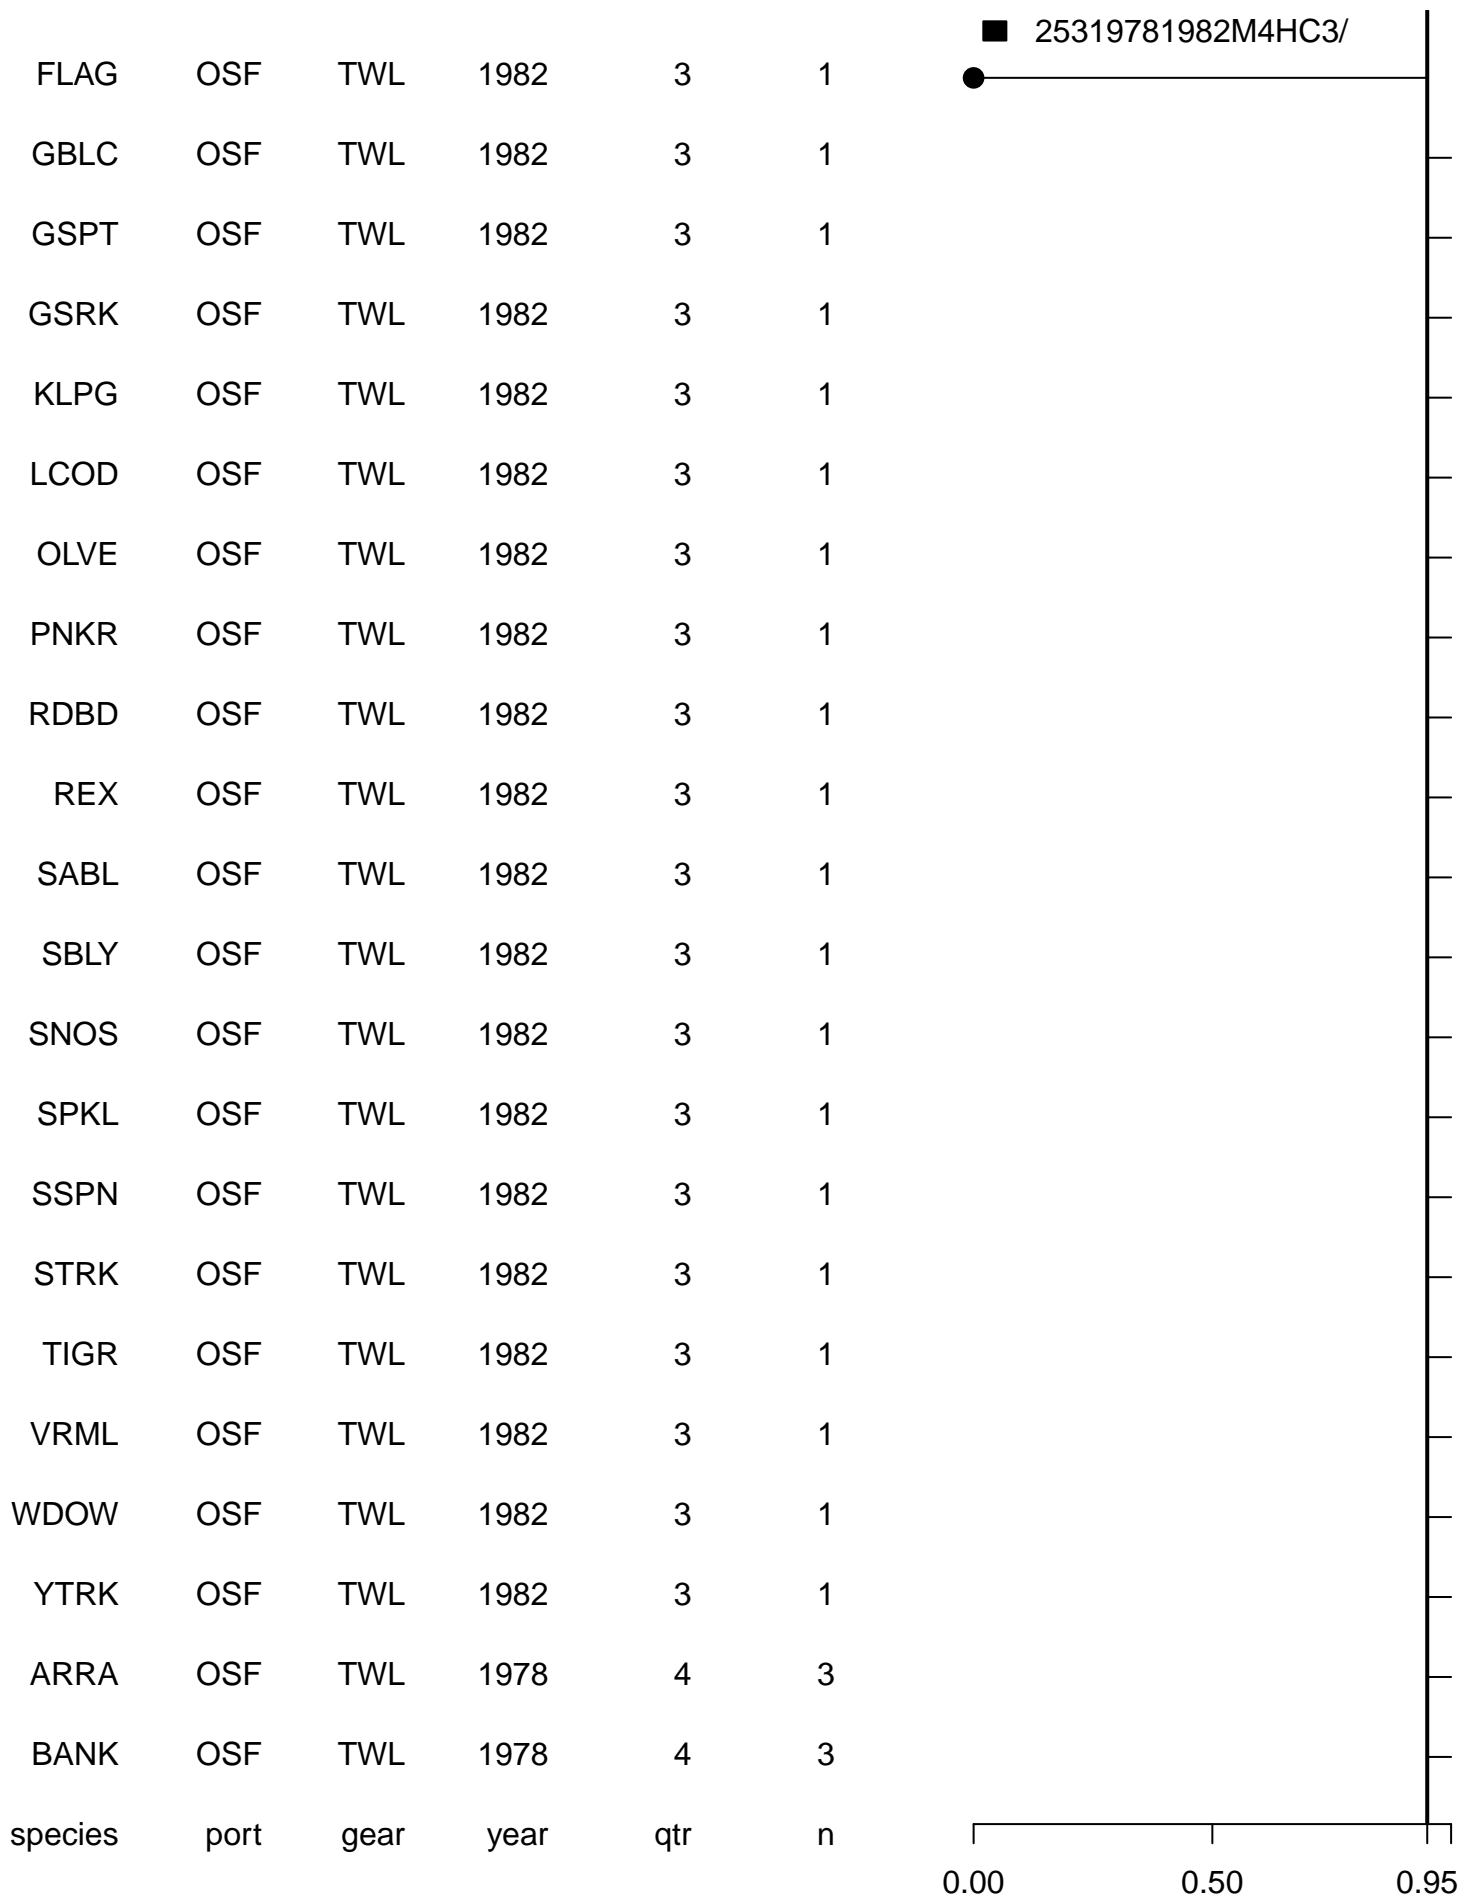 25319781982M4HC3/
FLAG OSF TWL 1982 3 1
GBLC OSF TWL 1982 3 1
GSPT OSF TWL 1982 3 1
GSRK OSF TWL 1982 3 1
KLPG OSF TWL 1982 3 1
LCOD OSF TWL 1982 3 1
OLVE OSF TWL 1982 3 1
PNKR OSF TWL 1982 3 1
RDBD OSF TWL 1982 3 1
REX OSF TWL 1982 3 1
SABL OSF TWL 1982 3 1
SBLY OSF TWL 1982 3 1
SNOS OSF TWL 1982 3 1
SPKL OSF TWL 1982 3 1
SSPN OSF TWL 1982 3 1
STRK OSF TWL 1982 3 1
TIGR OSF TWL 1982 3 1
VRML OSF TWL 1982 3 1
WDOW OSF TWL 1982 3 1
YTRK OSF TWL 1982 3 1
ARRA OSF TWL 1978 4 3
BANK OSF TWL 1978 4 3
species port gear year qtr n
0.00 0.50 0.95